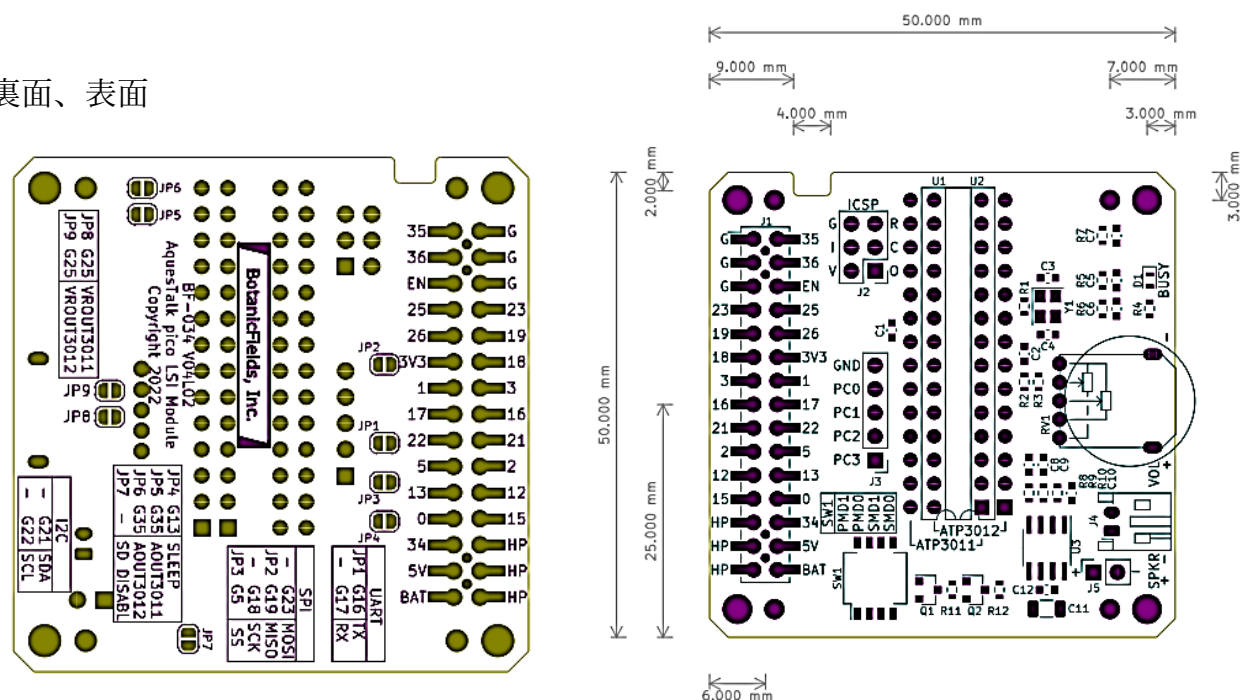 裏面、表面
JP6
JP5
JP8 G25 VROUT3011
JP9 G25 VROUT3012
BF-034 V04L02
AquesTalk pico LSI Module
Copyright 2022
BotanicFields, Inc.
JP9
JP8
JP2
JP1
JP3
JP4
35 G
36 G
EN G
25 23
26 19
3V3 18
1 3
17 16
22 21
5 2
13 12
0 15
34 HP
5V HP
BAT HP
I2C
- G21 SDA
- G22 SCL
JP4 G13 SLEEP
JP5 G35 AOUT3011
JP6 G35 AOUT3012
JP7 - SD DISABL
JP7
SPI
- G23 MOSI
JP2 G19 MISO
- G18 SCK
JP3 G5 SS
UART
JP1 G16 TX
- G17 RX
50.000 mm
9.000 mm
7.000 mm
4.000 mm
3.000 mm
2.000 mm
3.000 mm
50.000 mm
25.000 mm
6.000 mm
J1
G 35
G 36
G EN
23 25
19 26
18 3V3
3 1
16 17
21 22
2 5
12 13
15 0
HP 34
HP 5V
HP BAT
ICSP
G R
I C
V O
J2
U1 U2
C1
GND
PC0
PC1
PC2
PC3
J3
SW1
PMD1
PMD0
SMD1
SMD0
SW1
ATP3012
ATP3011
Q1 R11 Q2 R12
C3
R1
Y1
C4
C2
R2
R3
R7
C7
R5
C5
R6
C6
D1
BUSY
R4
-
RV1
VOL +
C8
C9
R8
R9
R10
C10
J4
U3
SPKR
- +
+ -
J5
C12 C11